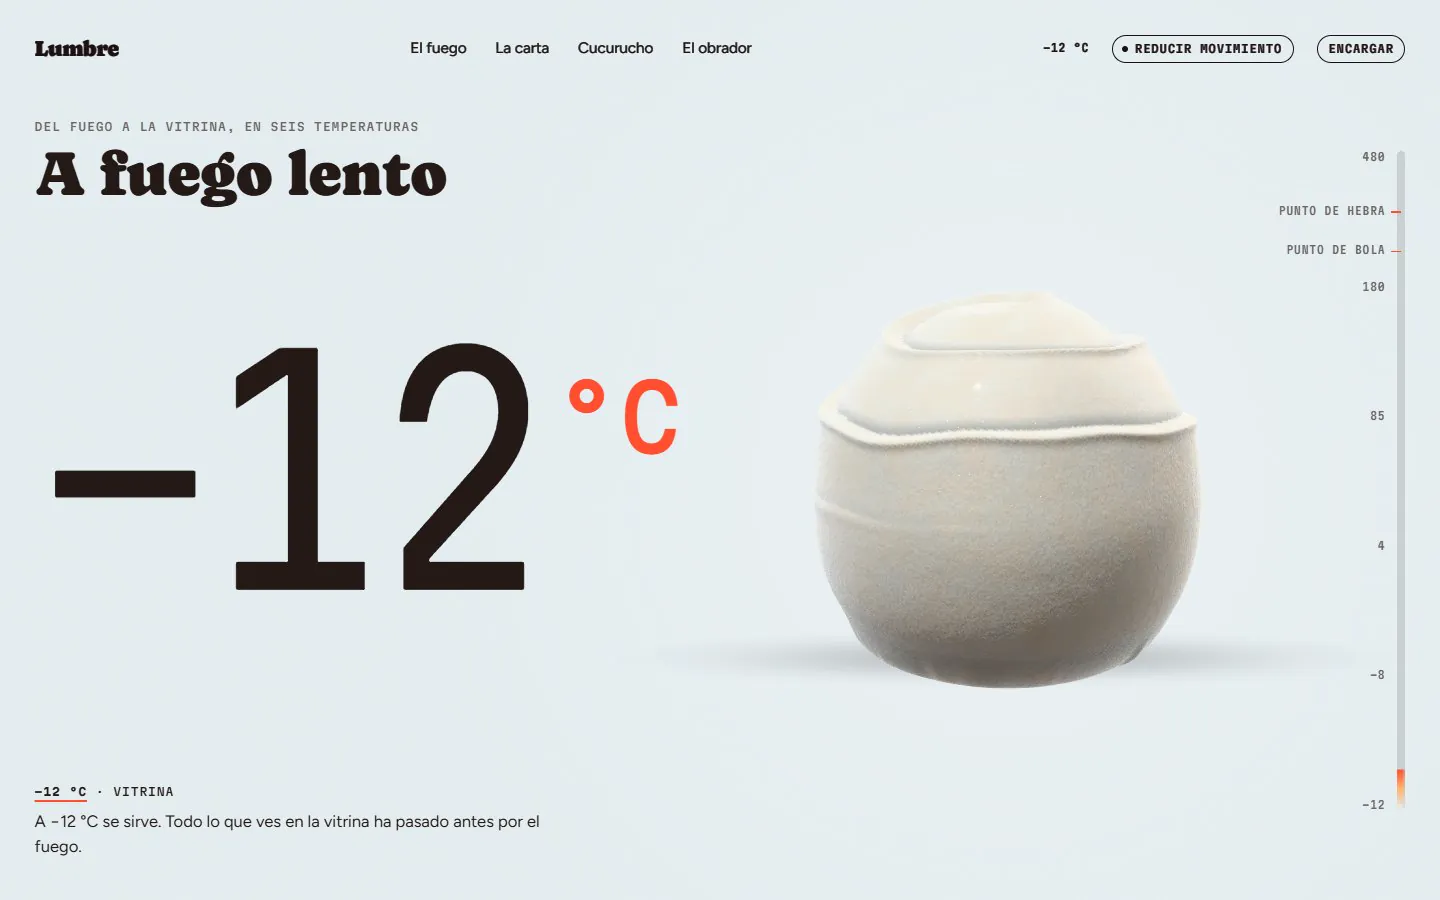 Lumbre
El fuego La carta Cucurucho El obrador
−12 °C
REDUCIR MOVIMIENTO
ENCARGAR
DEL FUEGO A LA VITRINA, EN SEIS TEMPERATURAS
A fuego lento
−12 °C
480
PUNTO DE HEBRA
PUNTO DE BOLA
180
85
4
−8
−12
−12 °C · VITRINA
A −12 °C se sirve. Todo lo que ves en la vitrina ha pasado antes por el
fuego.